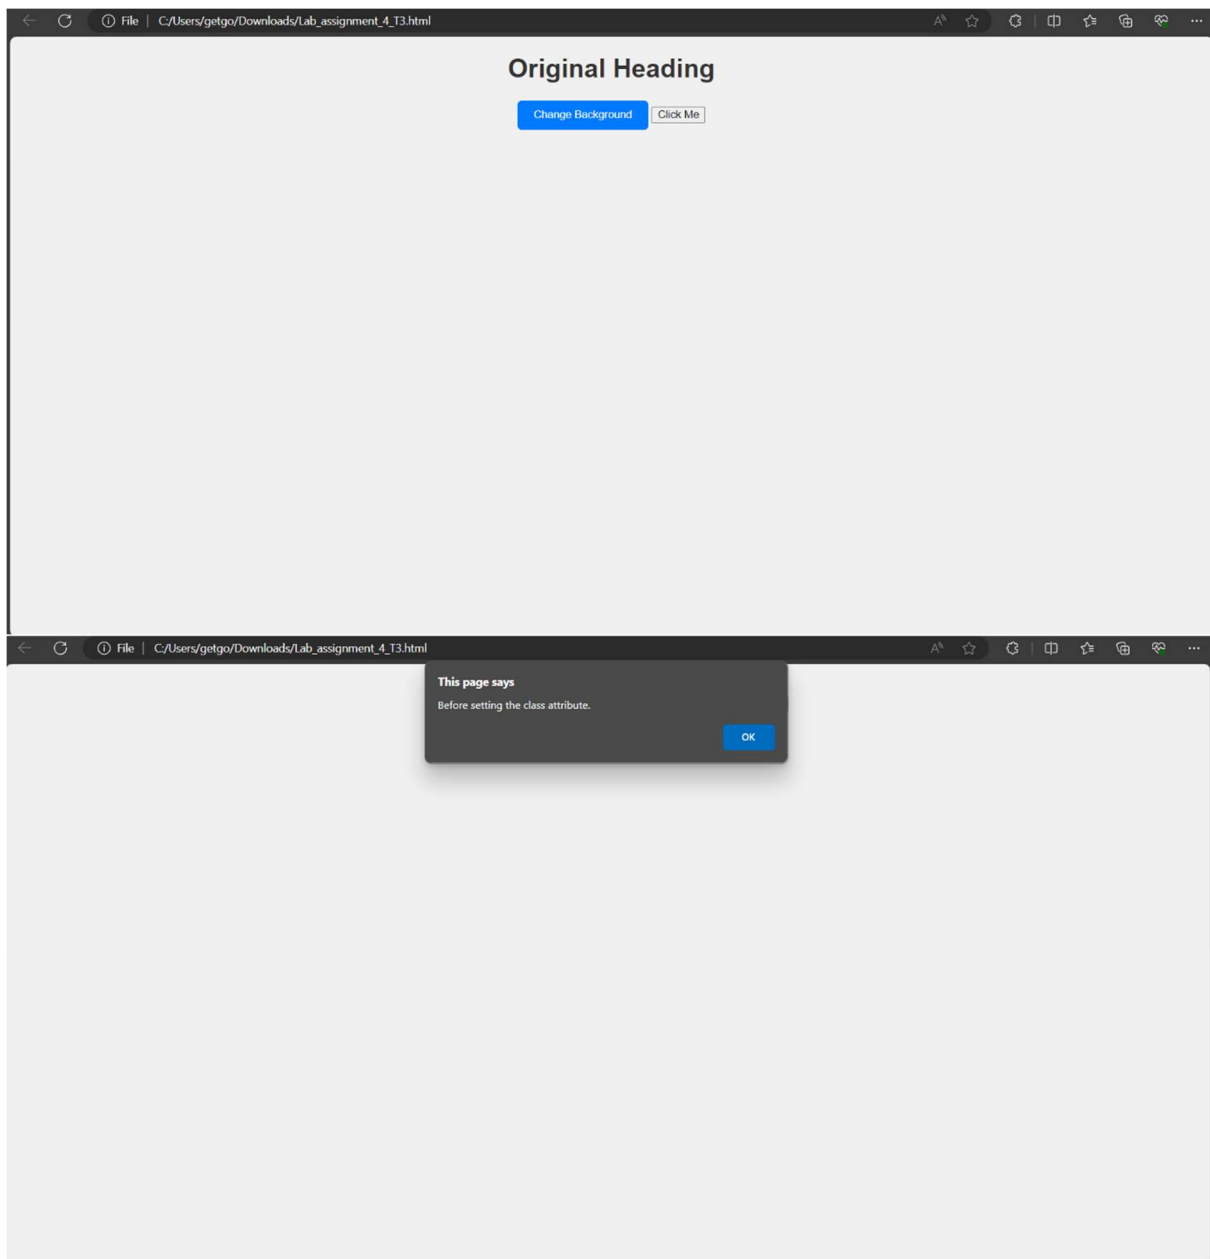 File | C:/Users/getgo/Downloads/Lab_assignment_4_T3.html
Original Heading
Change Background Click Me
File | C:/Users/getgo/Downloads/Lab_assignment_4_T3.html
This page says
Before setting the class attribute.
OK